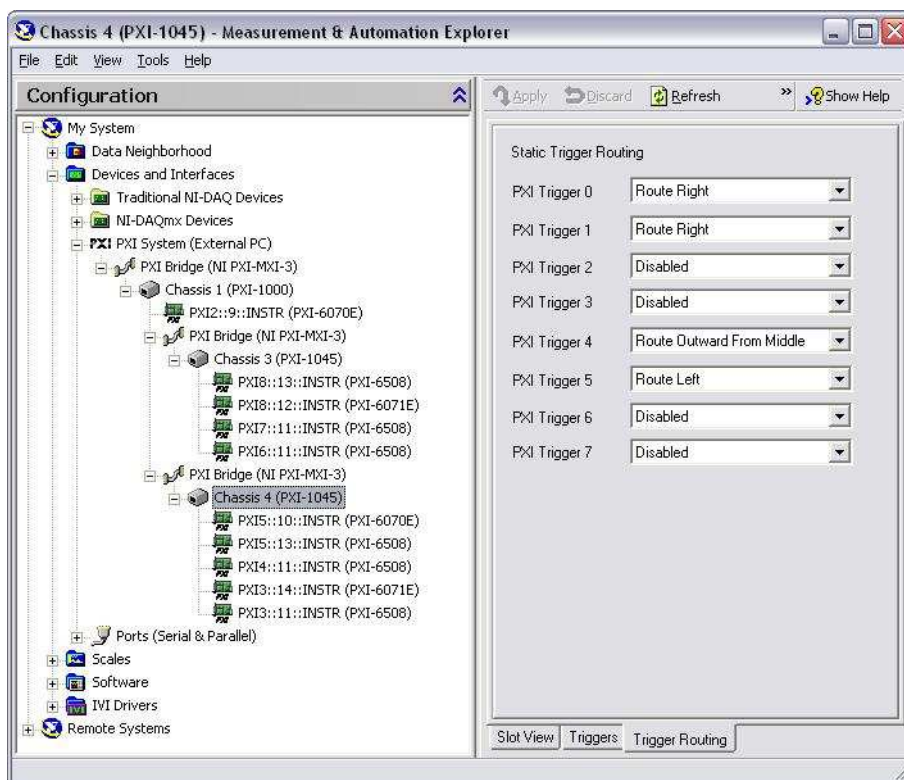 Chassis 4 (PXI-1045) - Measurement & Automation Explorer
File Edit View Tools Help
Configuration
My System
Data Neighborhood
Devices and Interfaces
Traditional NI-DAQ Devices
NI-DAQmx Devices
PXI PXI System (External PC)
PXI Bridge (NI PXI-MXI-3)
Chassis 1 (PXI-1000)
PXI2::9::INSTR (PXI-6070E)
PXI Bridge (NI PXI-MXI-3)
Chassis 3 (PXI-1045)
PXI8::13::INSTR (PXI-6508)
PXI8::12::INSTR (PXI-6071E)
PXI7::11::INSTR (PXI-6508)
PXI6::11::INSTR (PXI-6508)
PXI Bridge (NI PXI-MXI-3)
Chassis 4 (PXI-1045)
PXI5::10::INSTR (PXI-6070E)
PXI5::13::INSTR (PXI-6508)
PXI4::11::INSTR (PXI-6508)
PXI3::14::INSTR (PXI-6071E)
PXI3::11::INSTR (PXI-6508)
Ports (Serial & Parallel)
Scales
Software
IVI Drivers
Remote Systems
Apply Discard Refresh » Show Help
Static Trigger Routing
PXI Trigger 0 Route Right
PXI Trigger 1 Route Right
PXI Trigger 2 Disabled
PXI Trigger 3 Disabled
PXI Trigger 4 Route Outward From Middle
PXI Trigger 5 Route Left
PXI Trigger 6 Disabled
PXI Trigger 7 Disabled
Slot View Triggers Trigger Routing